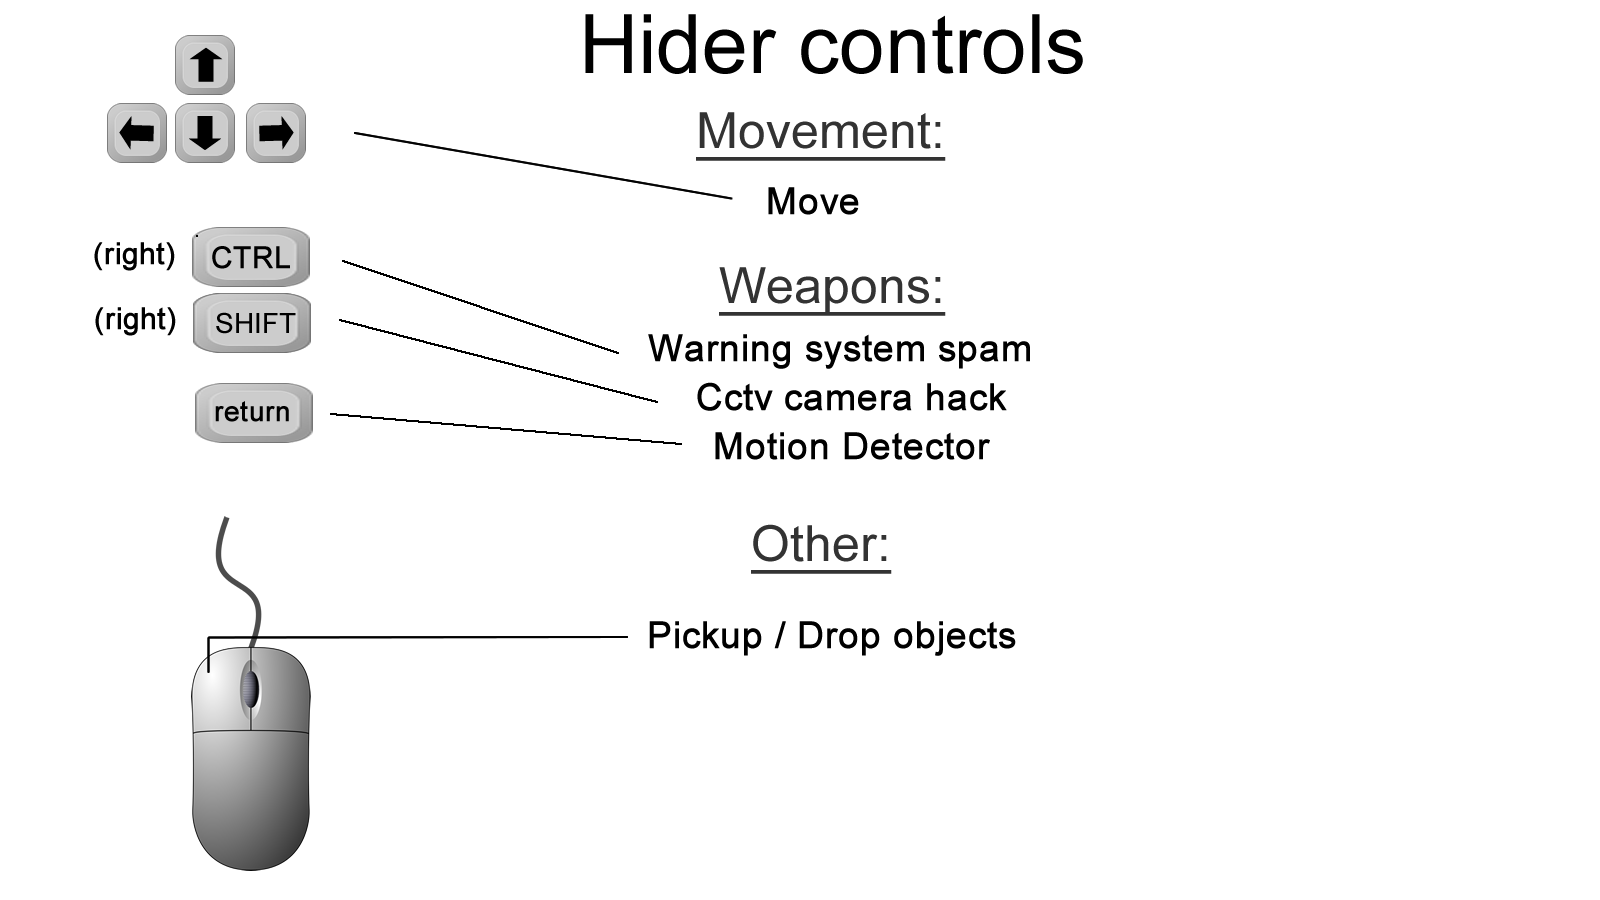 Hider controls
Movement:
Move
(right) CTRL
(right) SHIFT
return
Weapons:
Warning system spam
Cctv camera hack
Motion Detector
Other:
Pickup / Drop objects